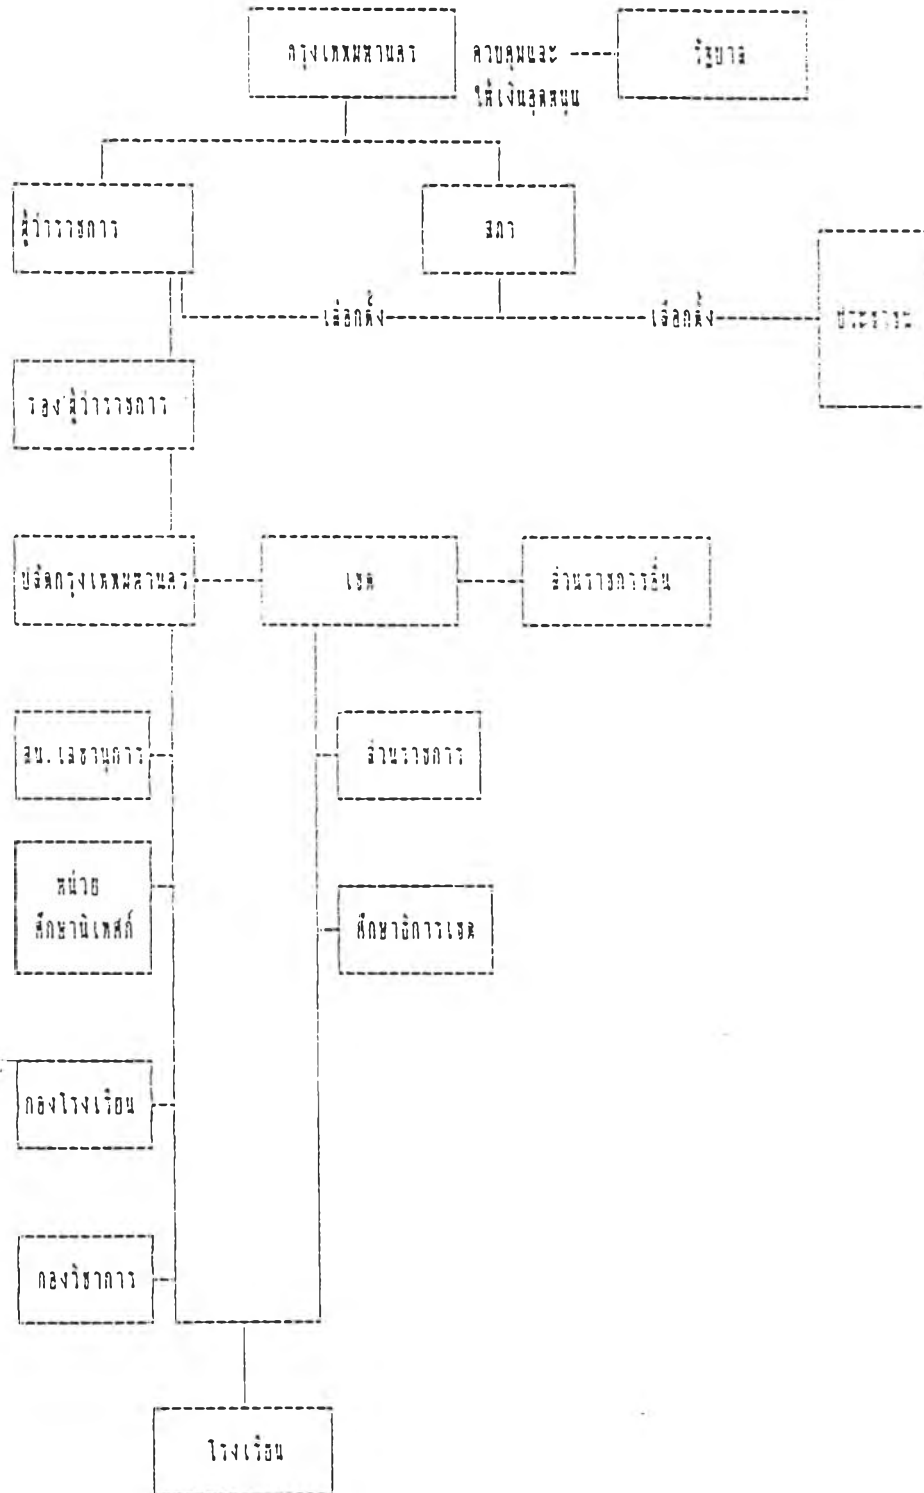 กรุงเทพมหานคร
ควบคุมและ
ให้เงินอุดหนุน
รัฐบาล
ผู้ว่าราชการ
สภา
เลือกตั้ง
เลือกตั้ง
ประชาชน
รองผู้ว่าราชการ
ปลัดกรุงเทพมหานคร
เขต
ส่วนราชการอื่น
สน.เลขานุการ
ส่วนราชการ
หน่วย
ศึกษานิเทศก์
ศึกษาธิการเขต
กองโรงเรียน
กองวิชาการ
โรงเรียน